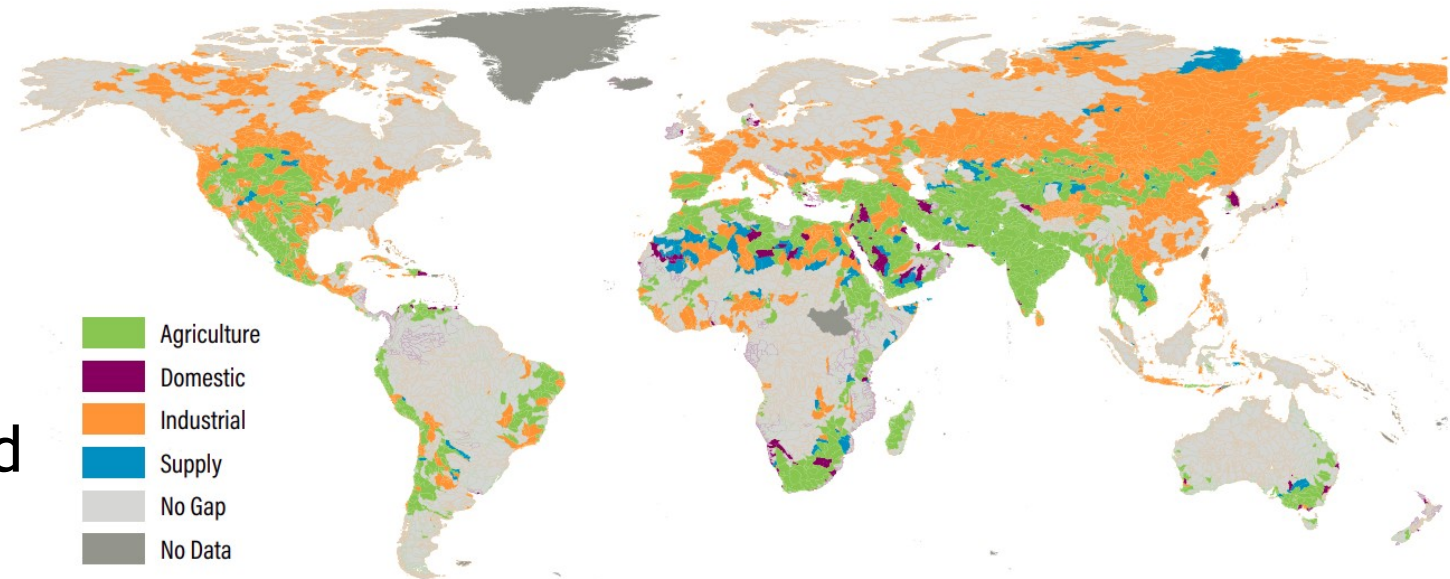 Agriculture
Domestic
Industrial
Supply
No Gap
No Data